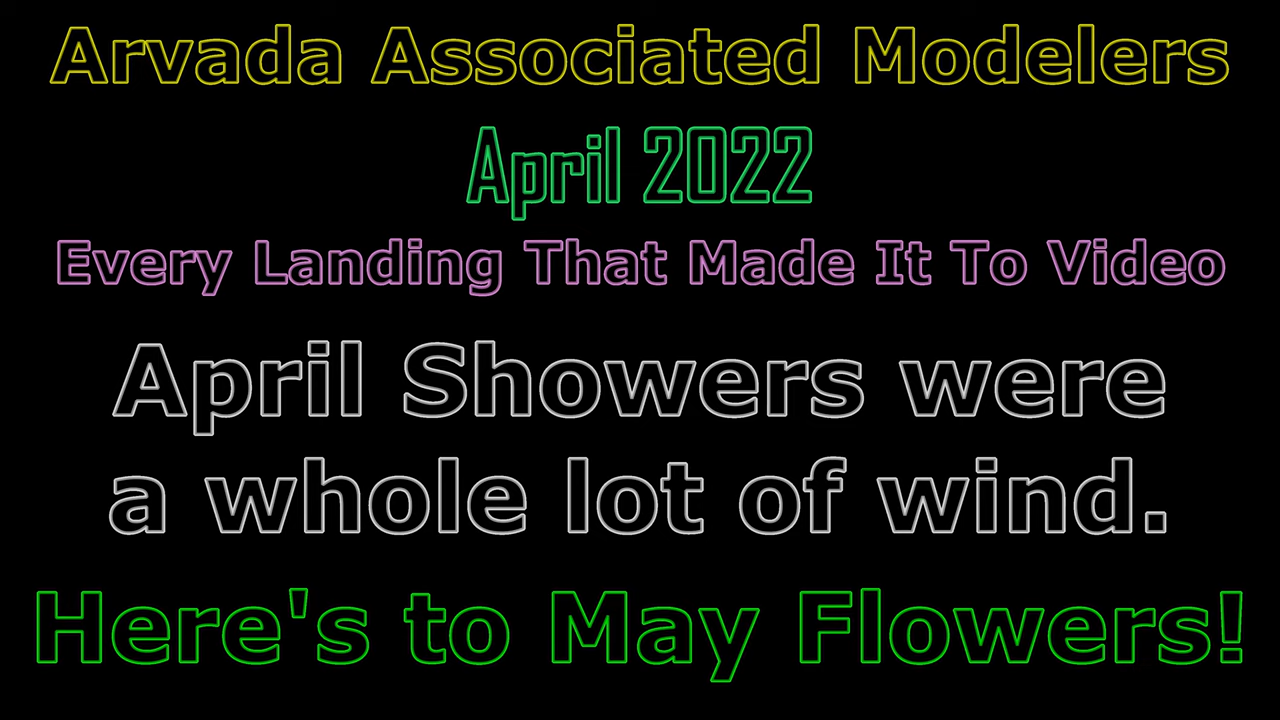 Arvada Associated Modelers
April 2022
Every Landing That Made It To Video
April Showers were
a whole lot of wind.
Here's to May Flowers!